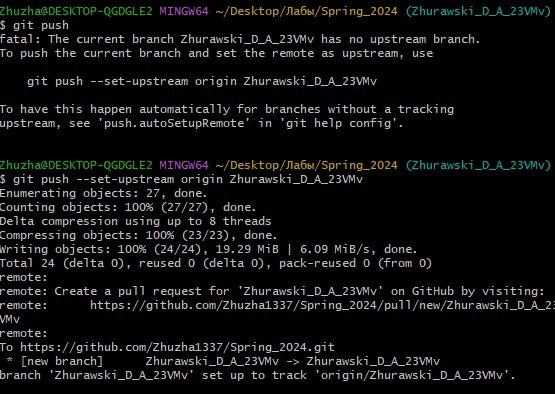 Zhuzha@DESKTOP-QGDGLE2 MINGW64 ~/Desktop/Лабы/Spring_2024 (Zhurawski_D_A_23VMv)
$ git push
fatal: The current branch Zhurawski_D_A_23VMv has no upstream branch.
To push the current branch and set the remote as upstream, use
    git push --set-upstream origin Zhurawski_D_A_23VMv
To have this happen automatically for branches without a tracking
upstream, see 'push.autoSetupRemote' in 'git help config'.
Zhuzha@DESKTOP-QGDGLE2 MINGW64 ~/Desktop/Лабы/Spring_2024 (Zhurawski_D_A_23VMv)
$ git push --set-upstream origin Zhurawski_D_A_23VMv
Enumerating objects: 27, done.
Counting objects: 100% (27/27), done.
Delta compression using up to 8 threads
Compressing objects: 100% (23/23), done.
Writing objects: 100% (24/24), 19.29 MiB | 6.09 MiB/s, done.
Total 24 (delta 0), reused 0 (delta 0), pack-reused 0 (from 0)
remote:
remote: Create a pull request for 'Zhurawski_D_A_23VMv' on GitHub by visiting:
remote:      https://github.com/Zhuzha1337/Spring_2024/pull/new/Zhurawski_D_A_23
VMv
remote:
To https://github.com/Zhuzha1337/Spring_2024.git
 * [new branch]      Zhurawski_D_A_23VMv -> Zhurawski_D_A_23VMv
branch 'Zhurawski_D_A_23VMv' set up to track 'origin/Zhurawski_D_A_23VMv'.